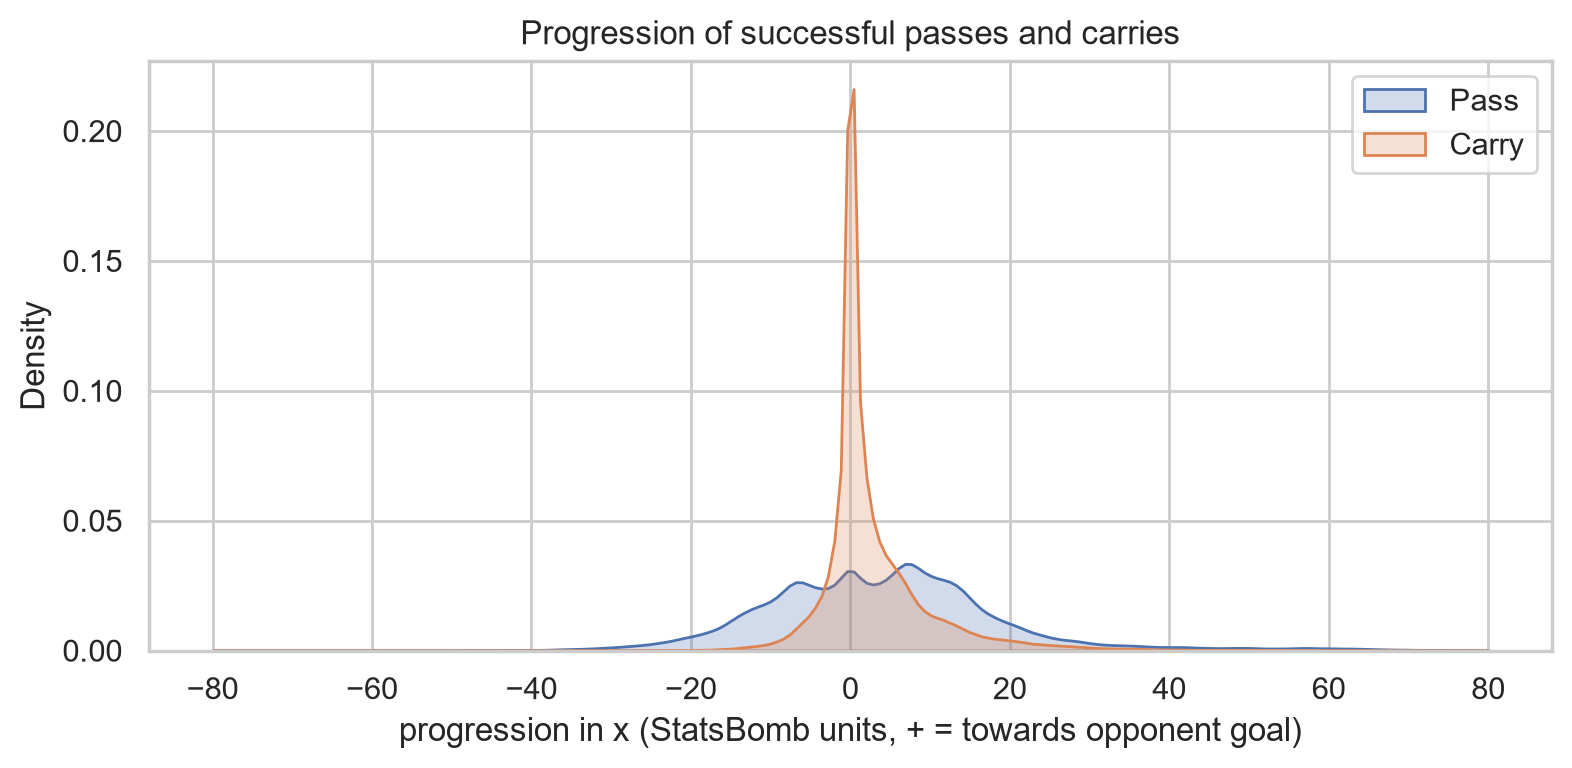 Progression of successful passes and carries
Pass
Carry
0.20
0.15
0.10
0.05
0.00
Density
−80 −60 −40 −20 0 20 40 60 80
progression in x (StatsBomb units, + = towards opponent goal)